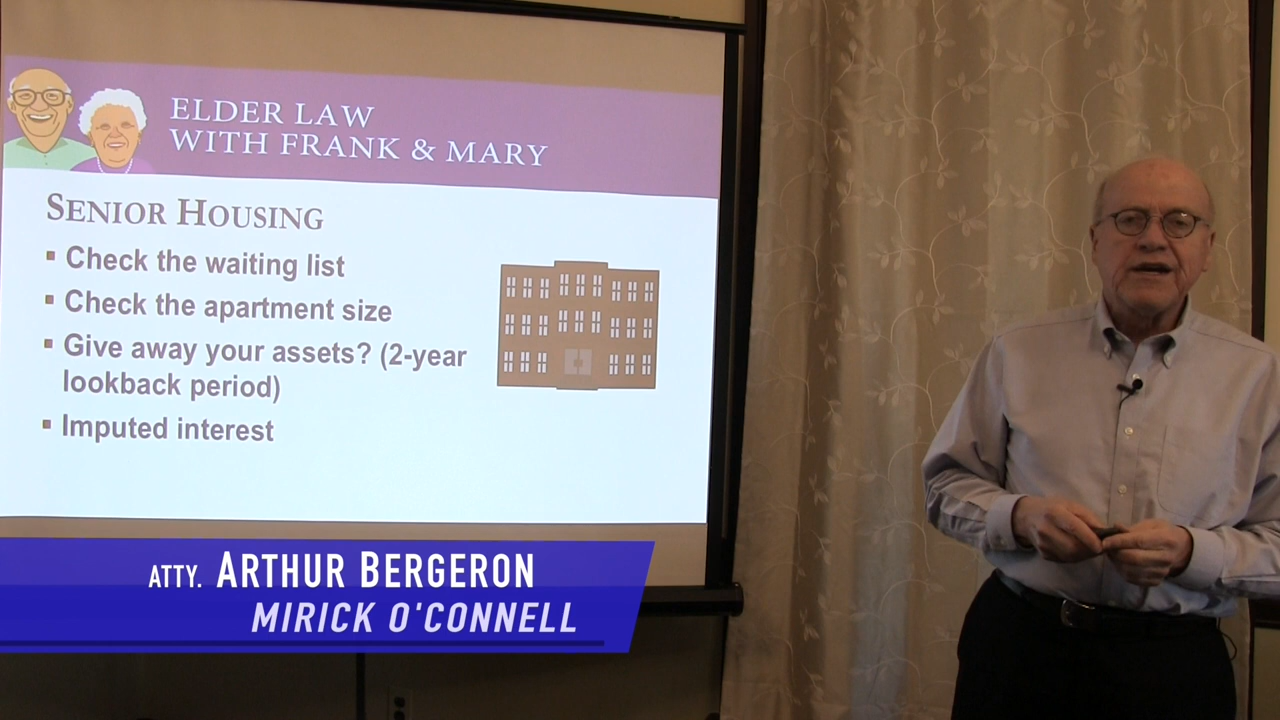 ELDER LAW
WITH FRANK & MARY
SENIOR HOUSING
▪ Check the waiting list
▪ Check the apartment size
▪ Give away your assets? (2-year
lookback period)
▪ Imputed interest
ATTY. ARTHUR BERGERON
MIRICK O'CONNELL